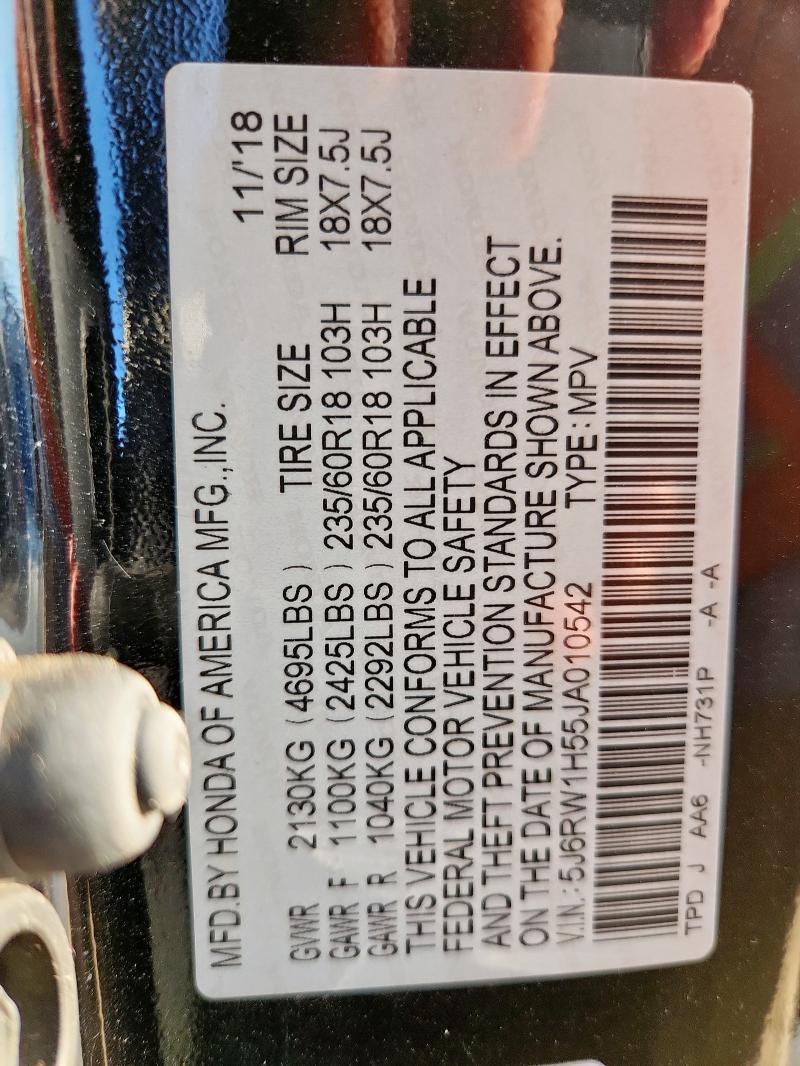 MFD.BY HONDA OF AMERICA MFG.,INC. 11/'18
GVWR 2130KG (4695LBS) TIRE SIZE RIM SIZE
GAWR F 1100KG (2425LBS) 235/60R18 103H 18X7.5J
GAWR R 1040KG (2292LBS) 235/60R18 103H 18X7.5J
THIS VEHICLE CONFORMS TO ALL APPLICABLE
FEDERAL MOTOR VEHICLE SAFETY
AND THEFT PREVENTION STANDARDS IN EFFECT
ON THE DATE OF MANUFACTURE SHOWN ABOVE.
V.I.N.:5J6RW1H55JA010542 TYPE:MPV
TPD J AA6 -NH731P -A -A